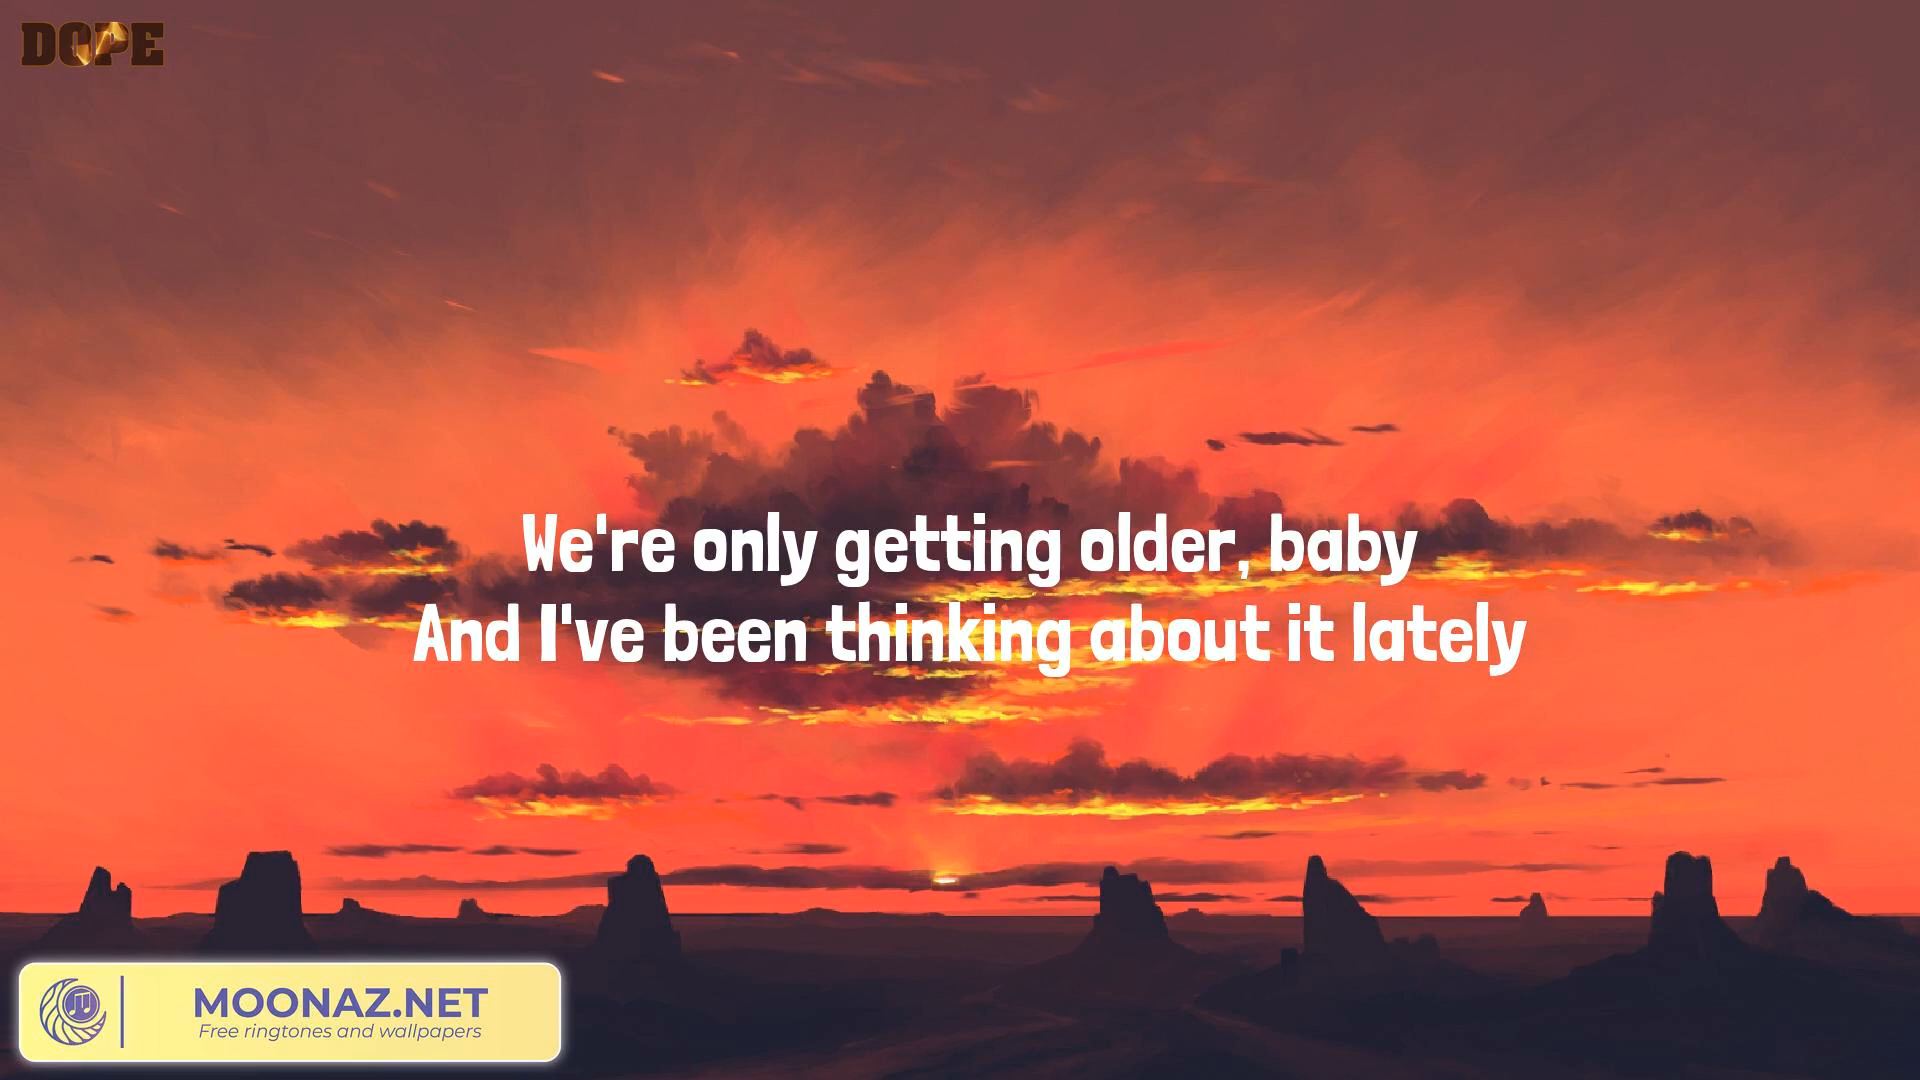 DOPE
We're only getting older, baby
And I've been thinking about it lately
MOONAZ.NET
Free ringtones and wallpapers